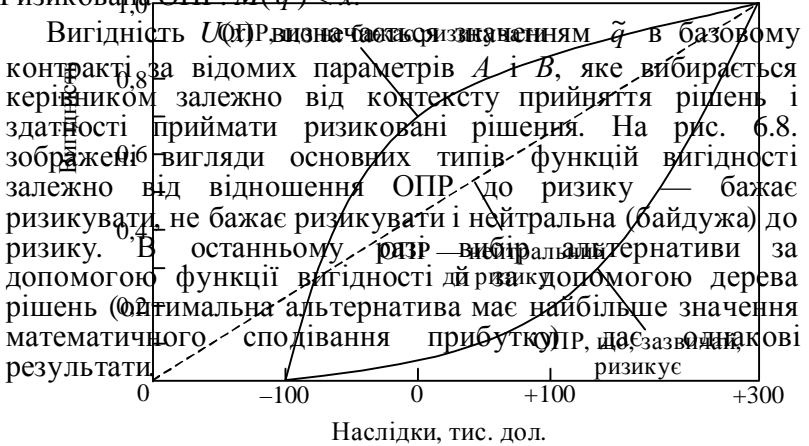 Ризикована ОПР: M(q̃) < x.
Вигідність U(x) визначається значенням q̃ в базовому
контракті за відомих параметрів A і B, яке вибирається
керівником залежно від контексту прийняття рішень і
здатності приймати ризиковані рішення. На рис. 6.8.
зображені вигляди основних типів функцій вигідності
залежно від відношення ОПР до ризику — бажає
ризикувати, не бажає ризикувати і нейтральна (байдужа) до
ризику. В останньому разі вибір альтернативи за
допомогою функції вигідності й за допомогою дерева
рішень (оптимальна альтернатива має найбільше значення
математичного сподівання прибутку) дає однакові
результати.
1,0
0,8
0,6
0,4
0,2
Вигідність
ОПР — нейтральний
до ризику
ОПР, що, зазвичай,
ризикує
0 –100 0 +100 +300
Наслідки, тис. дол.